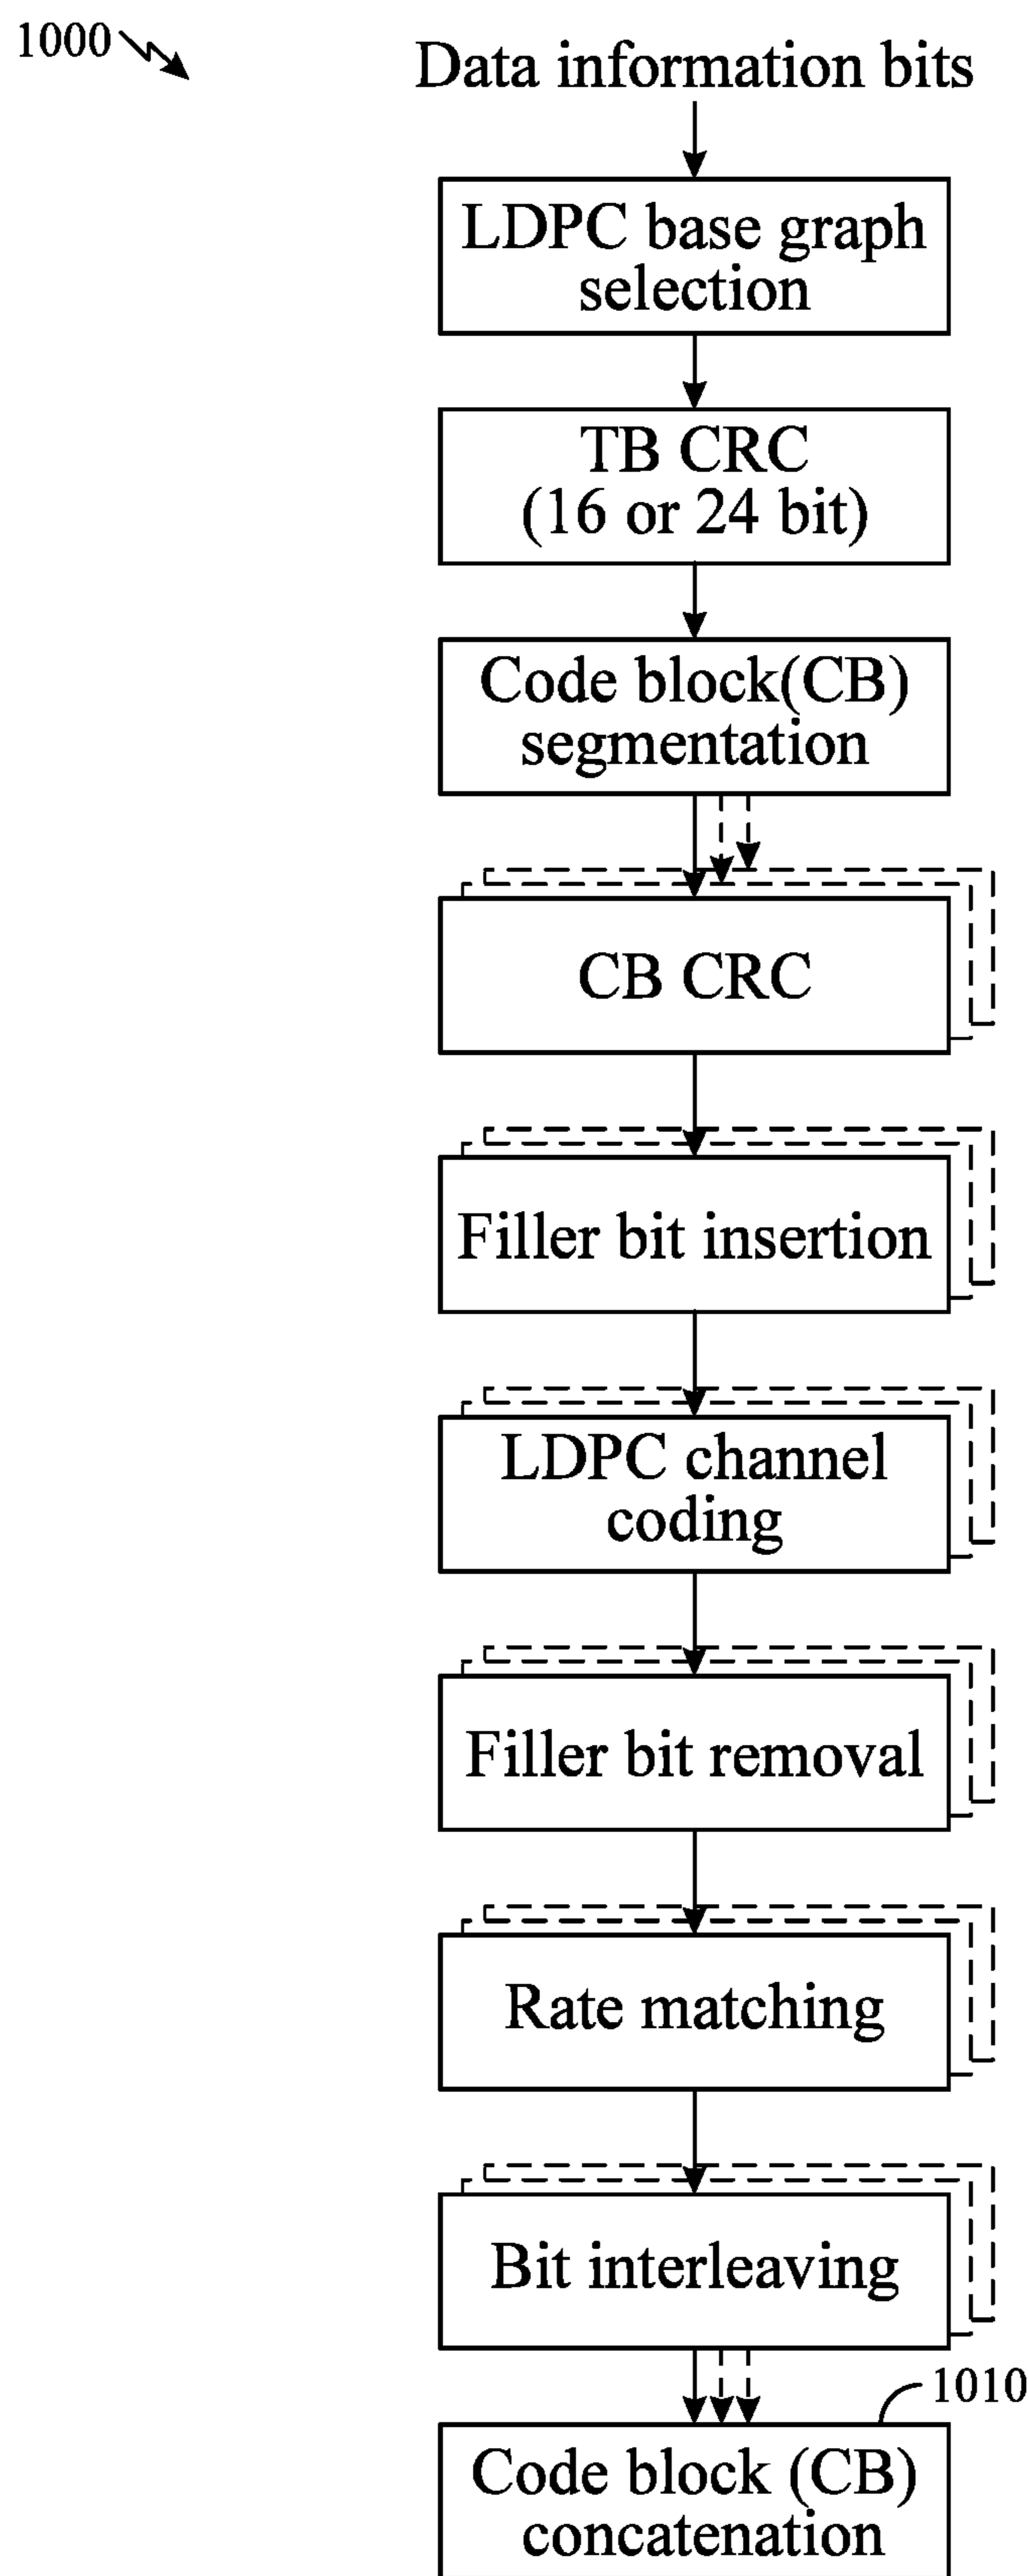 1000
Data information bits
LDPC base graph
selection
TB CRC
(16 or 24 bit)
Code block(CB)
segmentation
CB CRC
Filler bit insertion
LDPC channel
coding
Filler bit removal
Rate matching
Bit interleaving
1010
Code block (CB)
concatenation